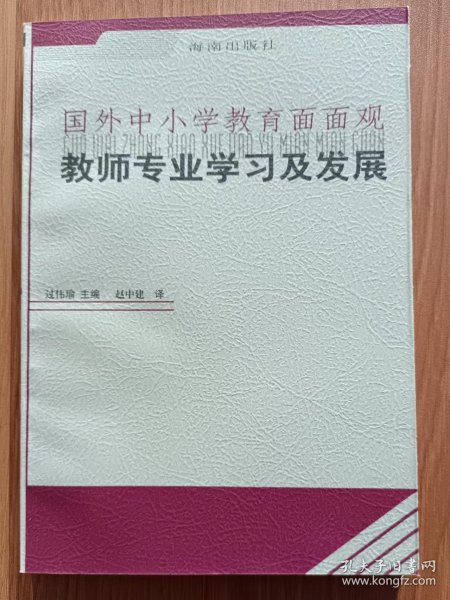 海南出版社
国外中小学教育面面观
GUO WAI ZHONG XIAO XUE JIAO YU MIAN MIAN GUAN
教师专业学习及发展
过伟瑜 主编 赵中建 译
孔夫子旧书网
www.kongfz.com